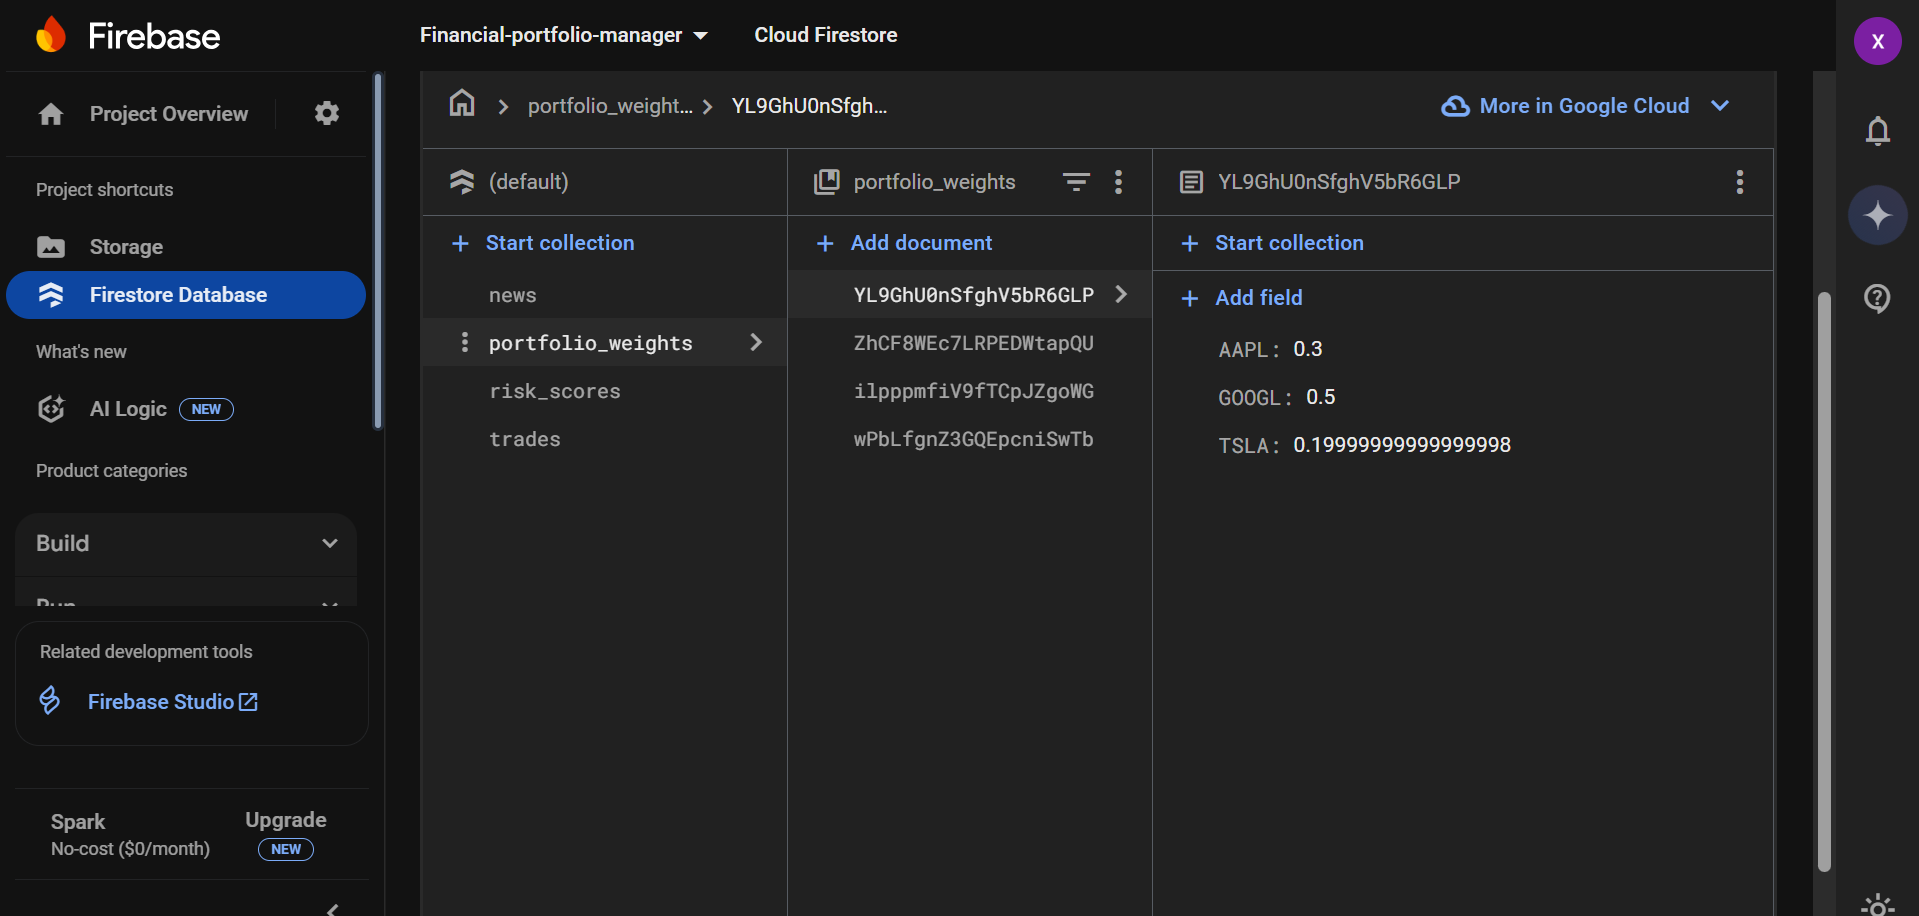 Firebase
Financial-portfolio-manager
Cloud Firestore
X
Project Overview
Project shortcuts
Storage
Firestore Database
What's new
AI Logic
NEW
Product categories
Build
Run
Related development tools
Firebase Studio
Spark
No-cost ($0/month)
Upgrade
NEW
portfolio_weight...
YL9GhU0nSfgh...
More in Google Cloud
(default)
Start collection
news
portfolio_weights
risk_scores
trades
portfolio_weights
Add document
YL9GhU0nSfghV5bR6GLP
ZhCF8WEc7LRPEDWtapQU
ilpppmfiV9fTCpJZgoWG
wPbLfgnZ3GQEpcniSwTb
YL9GhU0nSfghV5bR6GLP
Start collection
Add field
AAPL: 0.3
GOOGL: 0.5
TSLA: 0.19999999999999998